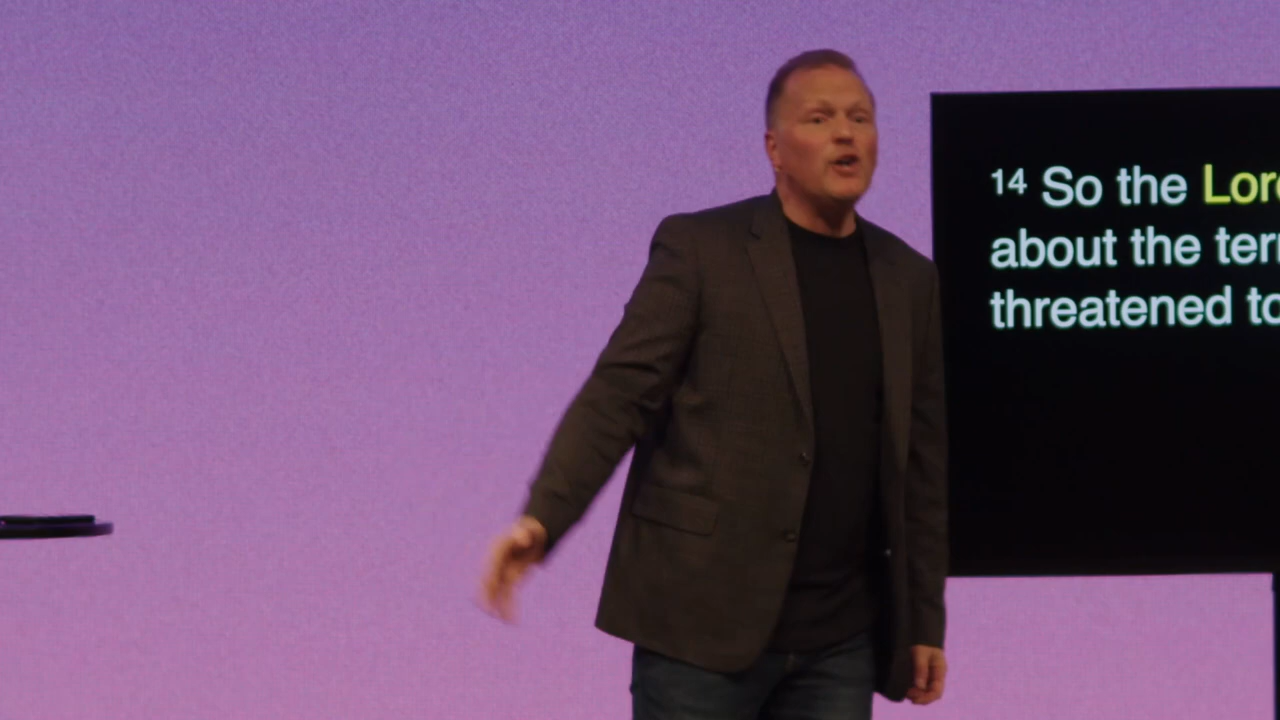 14 So the
about the
threatened